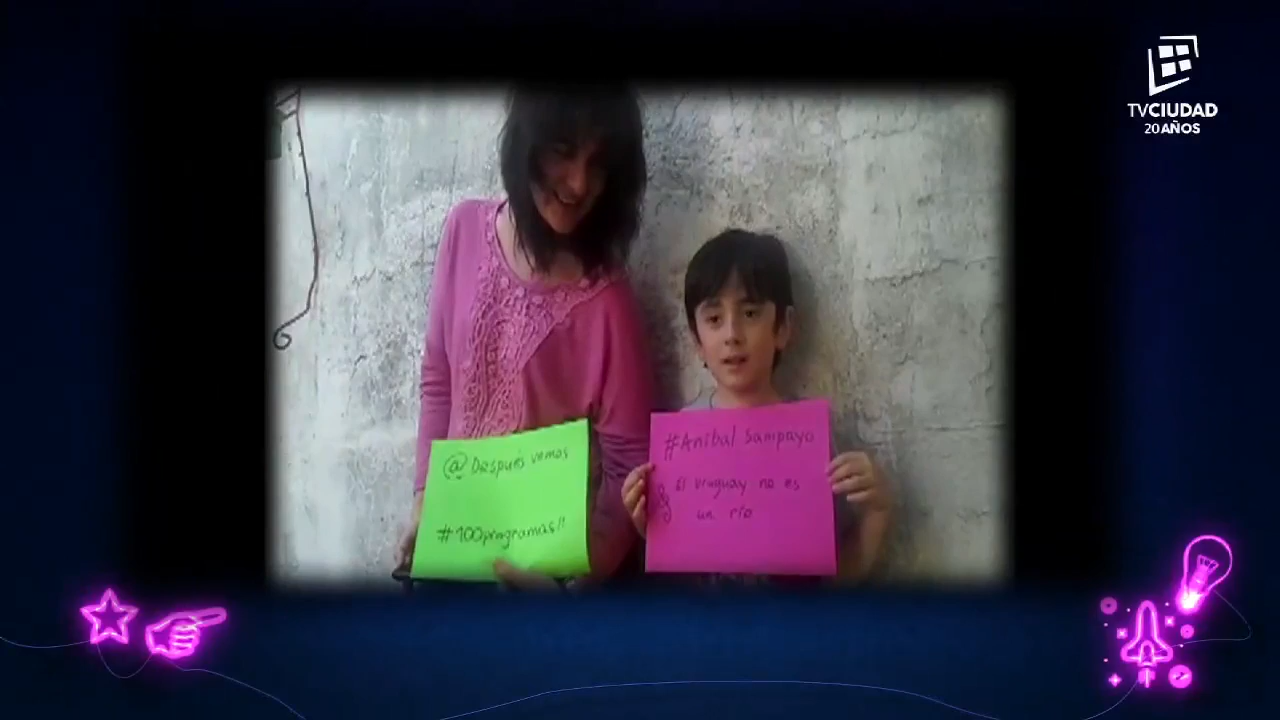 TVCIUDAD
20 AÑOS
@Después vemos
#100programas!!
#Anibal Sampayo
El Uruguay no es
un río